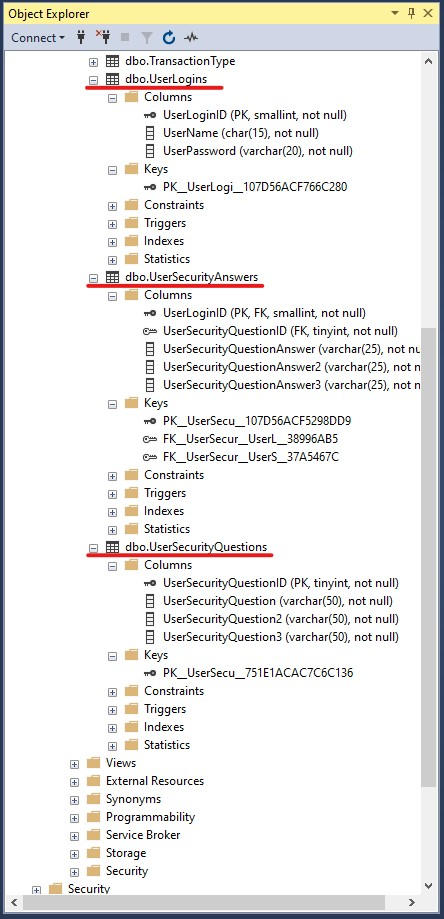 Object Explorer
Connect
dbo.TransactionType
dbo.UserLogins
Columns
UserLoginID (PK, smallint, not null)
UserName (char(15), not null)
UserPassword (varchar(20), not null)
Keys
PK__UserLogi__107D56ACF766C280
Constraints
Triggers
Indexes
Statistics
dbo.UserSecurityAnswers
Columns
UserLoginID (PK, FK, smallint, not null)
UserSecurityQuestionID (FK, tinyint, not null)
UserSecurityQuestionAnswer (varchar(25), not nu
UserSecurityQuestionAnswer2 (varchar(25), not n
UserSecurityQuestionAnswer3 (varchar(25), not n
Keys
PK__UserSecu__107D56ACF5298DD9
FK__UserSecur__UserL__38996AB5
FK__UserSecur__UserS__37A5467C
Constraints
Triggers
Indexes
Statistics
dbo.UserSecurityQuestions
Columns
UserSecurityQuestionID (PK, tinyint, not null)
UserSecurityQuestion (varchar(50), not null)
UserSecurityQuestion2 (varchar(50), not null)
UserSecurityQuestion3 (varchar(50), not null)
Keys
PK__UserSecu__751E1ACAC7C6C136
Constraints
Triggers
Indexes
Statistics
Views
External Resources
Synonyms
Programmability
Service Broker
Storage
Security
Security